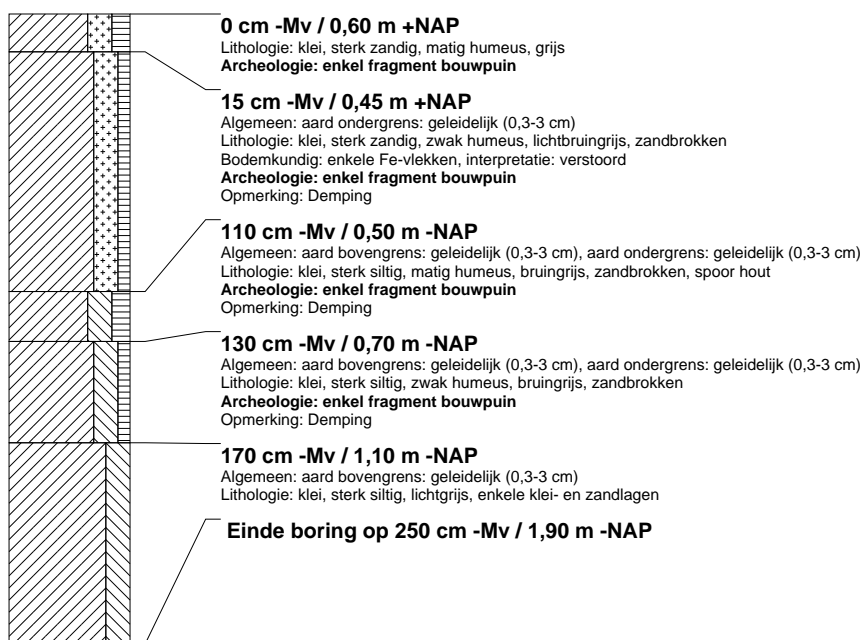 0 cm -Mv / 0,60 m +NAP
Lithologie: klei, sterk zandig, matig humeus, grijs
Archeologie: enkel fragment bouwpuin
15 cm -Mv / 0,45 m +NAP
Algemeen: aard ondergrens: geleidelijk (0,3-3 cm)
Lithologie: klei, sterk zandig, zwak humeus, lichtbruingrijs, zandbrokken
Bodemkundig: enkele Fe-vlekken, interpretatie: verstoord
Archeologie: enkel fragment bouwpuin
Opmerking: Demping
110 cm -Mv / 0,50 m -NAP
Algemeen: aard bovengrens: geleidelijk (0,3-3 cm), aard ondergrens: geleidelijk (0,3-3 cm)
Lithologie: klei, sterk siltig, matig humeus, bruingrijs, zandbrokken, spoor hout
Archeologie: enkel fragment bouwpuin
Opmerking: Demping
130 cm -Mv / 0,70 m -NAP
Algemeen: aard bovengrens: geleidelijk (0,3-3 cm), aard ondergrens: geleidelijk (0,3-3 cm)
Lithologie: klei, sterk siltig, zwak humeus, bruingrijs, zandbrokken
Archeologie: enkel fragment bouwpuin
Opmerking: Demping
170 cm -Mv / 1,10 m -NAP
Algemeen: aard bovengrens: geleidelijk (0,3-3 cm)
Lithologie: klei, sterk siltig, lichtgrijs, enkele klei- en zandlagen
Einde boring op 250 cm -Mv / 1,90 m -NAP